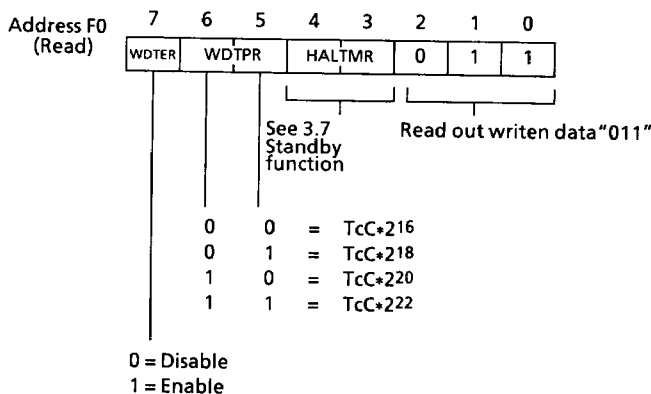 7 6 5 4 3 2 1 0
Address F0
(Read)
WDTER WDTPR HALTMR 0 1 1
See 3.7
Standby
function
Read out writen data "011"
0 0 = TcC*2^16
0 1 = TcC*2^18
1 0 = TcC*2^20
1 1 = TcC*2^22
0 = Disable
1 = Enable